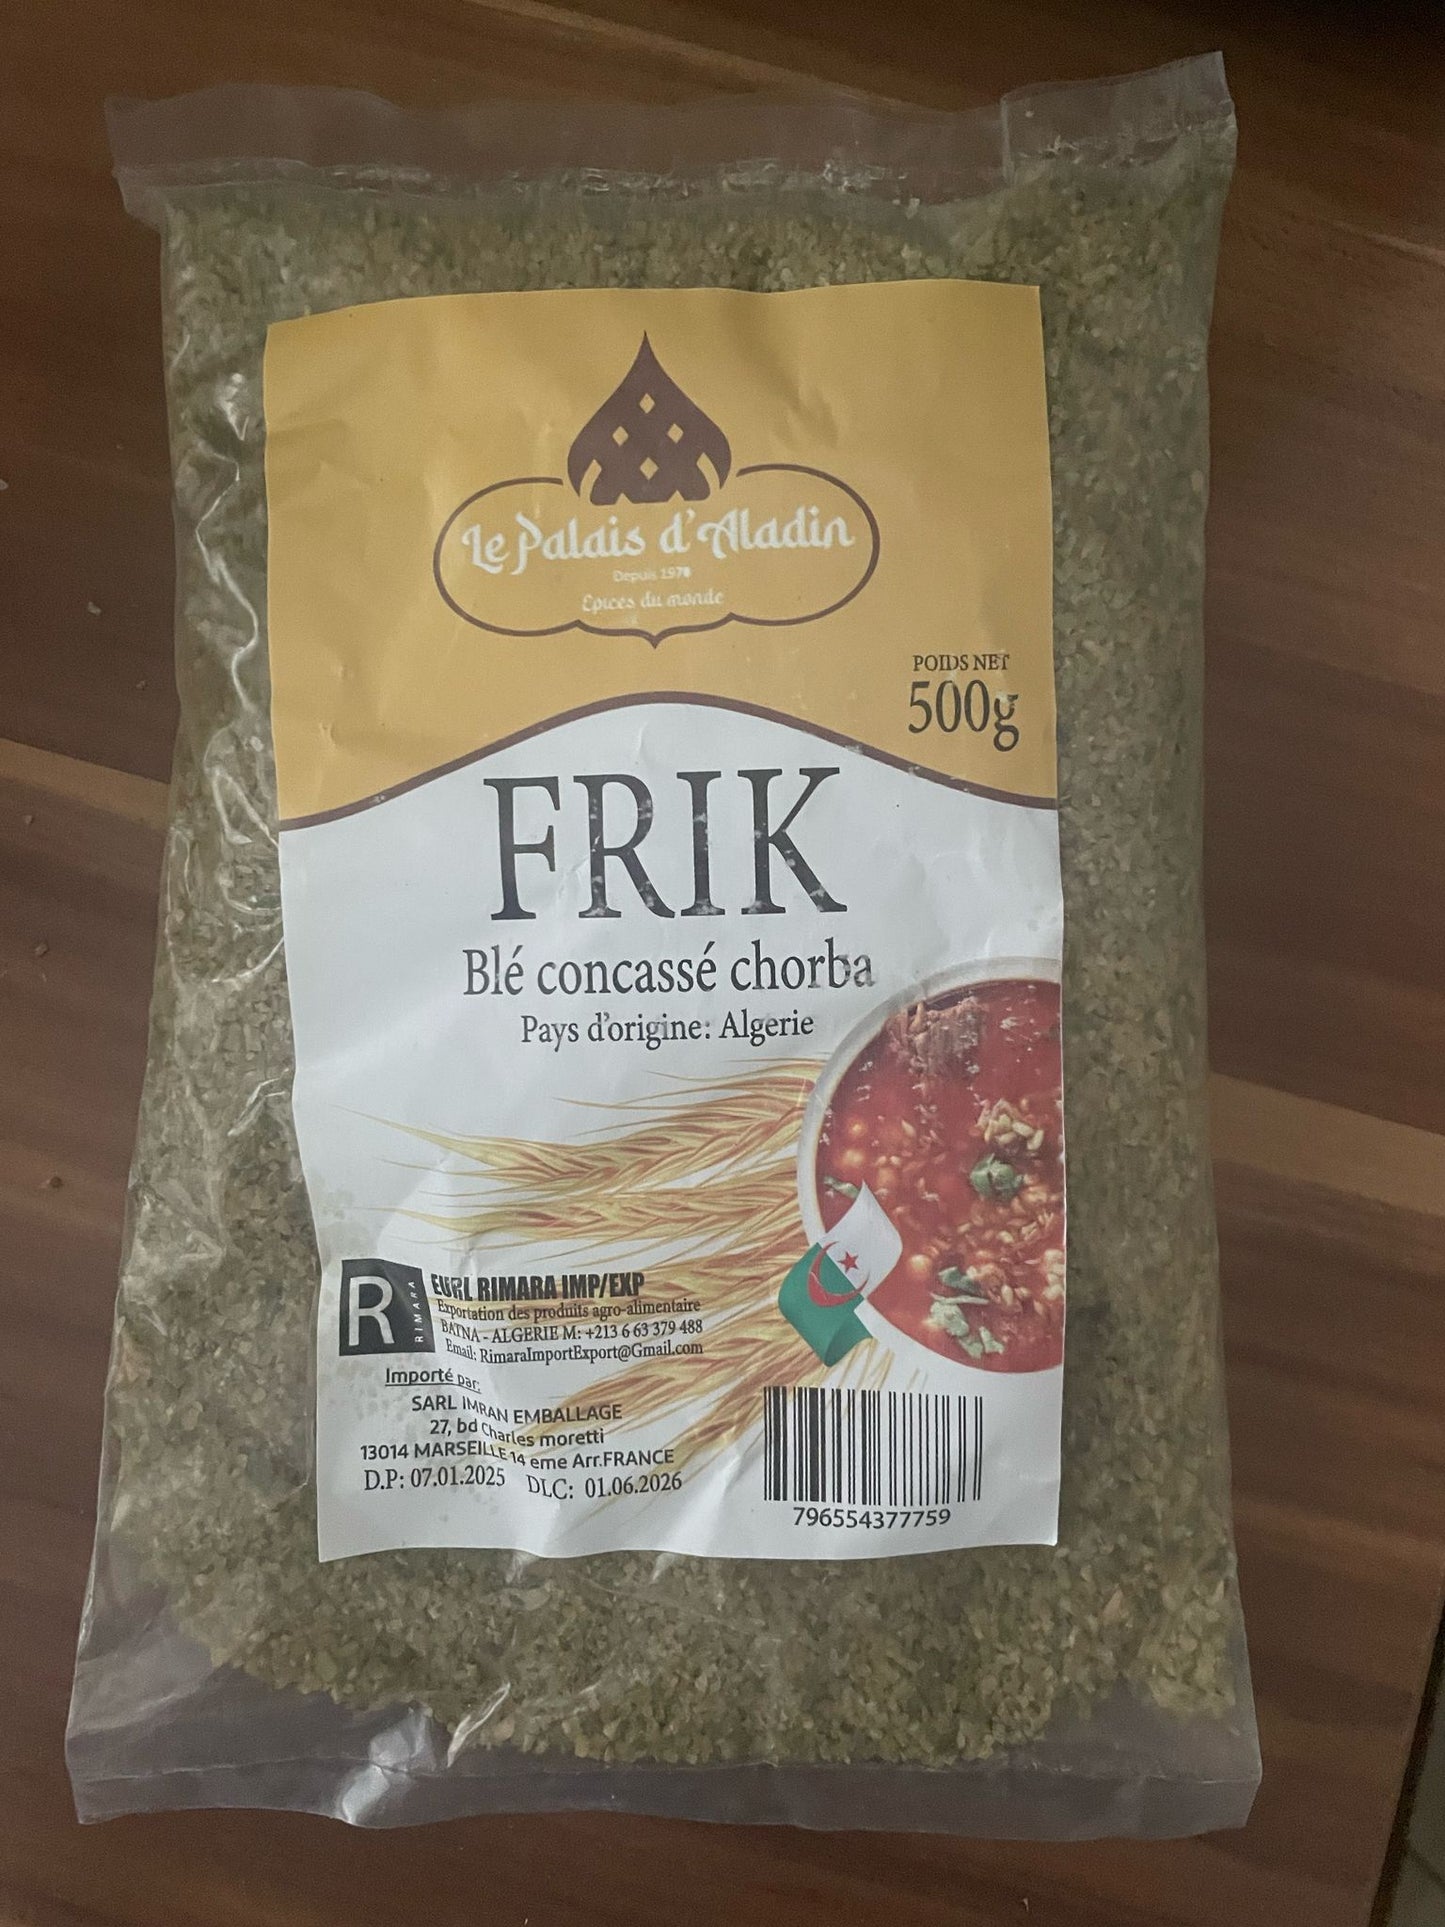 Le Palais d'Aladin
Depuis 1978
Epices du monde
POIDS NET
500g
FRIK
Blé concassé chorba
Pays d'origine: Algerie
R
RIMARA
EURL RIMARA IMP/EXP
Exportation des produits agro-alimentaire
BATNA - ALGERIE M: +213 6 63 379 488
Email: RimaraImportExport@Gmail.com
Importé par:
SARL IMRAN EMBALLAGE
27, bd Charles moretti
13014 MARSEILLE 14 eme Arr.FRANCE
D.P: 07.01.2025 DLC: 01.06.2026
796554377759